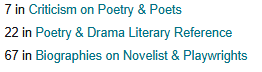 7 in Criticism on Poetry & Poets
22 in Poetry & Drama Literary Reference
67 in Biographies on Novelist & Playwrights